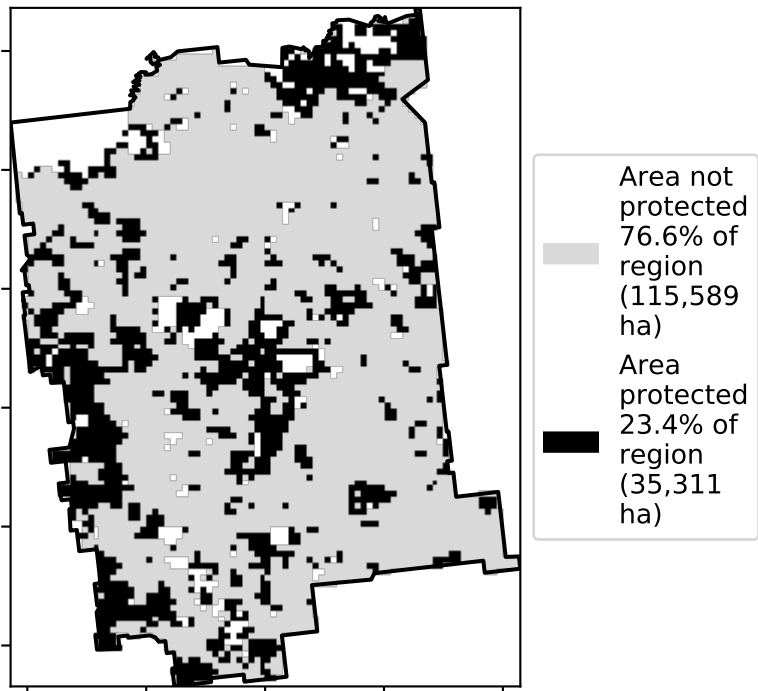 Area not
protected
76.6% of
region
(115,589
ha)
Area
protected
23.4% of
region
(35,311
ha)